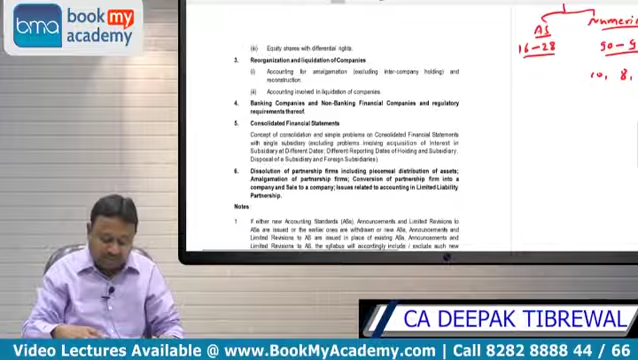 bma
book my
academy
(iii) Equity shares with differential rights.
3. Reorganization and liquidation of Companies
(i) Accounting for amalgamation (excluding inter-company holding) and
reconstruction
(ii) Accounting involved in liquidation of companies
4. Banking Companies and Non-Banking Financial Companies and regulatory
requirements thereof.
5. Consolidated Financial Statements
Concept of consolidation and simple problems on Consolidated Financial Statements
with single subsidiary (excluding problems involving acquisition of Interest in
Subsidiary at Different Dates; Different Reporting Dates of Holding and Subsidiary,
Disposal of a Subsidiary and Foreign Subsidiaries)
6. Dissolution of partnership firms including piecemeal distribution of assets;
Amalgamation of partnership firms; Conversion of partnership firm into a
company and Sale to a company; Issues related to accounting in Limited Liability
Partnership.
Notes
1 If either new Accounting Standards (ASs), Announcements and Limited Revisions to
ASs are issued or the earlier ones are withdrawn or new ASs, Announcements and
Limited Revisions to AS are issued in place of existing ASs, Announcements and
Limited Revisions to AS, the syllabus will accordingly include / exclude such new
AS
16-28
Numeric
10, 8,
CA DEEPAK TIBREWAL
Video Lectures Available @ www.BookMyAcademy.com | Call 8282 8888 44 / 66